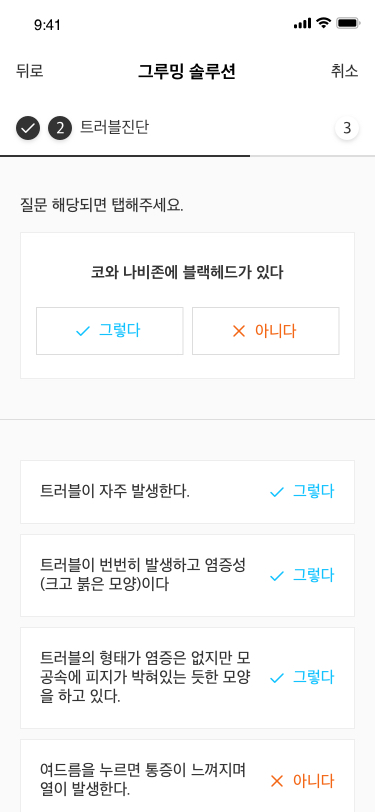 9:41
뒤로 그루밍 솔루션 취소
2 트러블진단 3
질문 해당되면 탭해주세요.
코와 나비존에 블랙헤드가 있다
그렇다 아니다
트러블이 자주 발생한다. 그렇다
트러블이 번번히 발생하고 염증성
(크고 붉은 모양)이다
그렇다
트러블의 형태가 염증은 없지만 모
공속에 피지가 박혀있는 듯한 모양
을 하고 있다.
그렇다
여드름을 누르면 통증이 느껴지며
열이 발생한다.
아니다